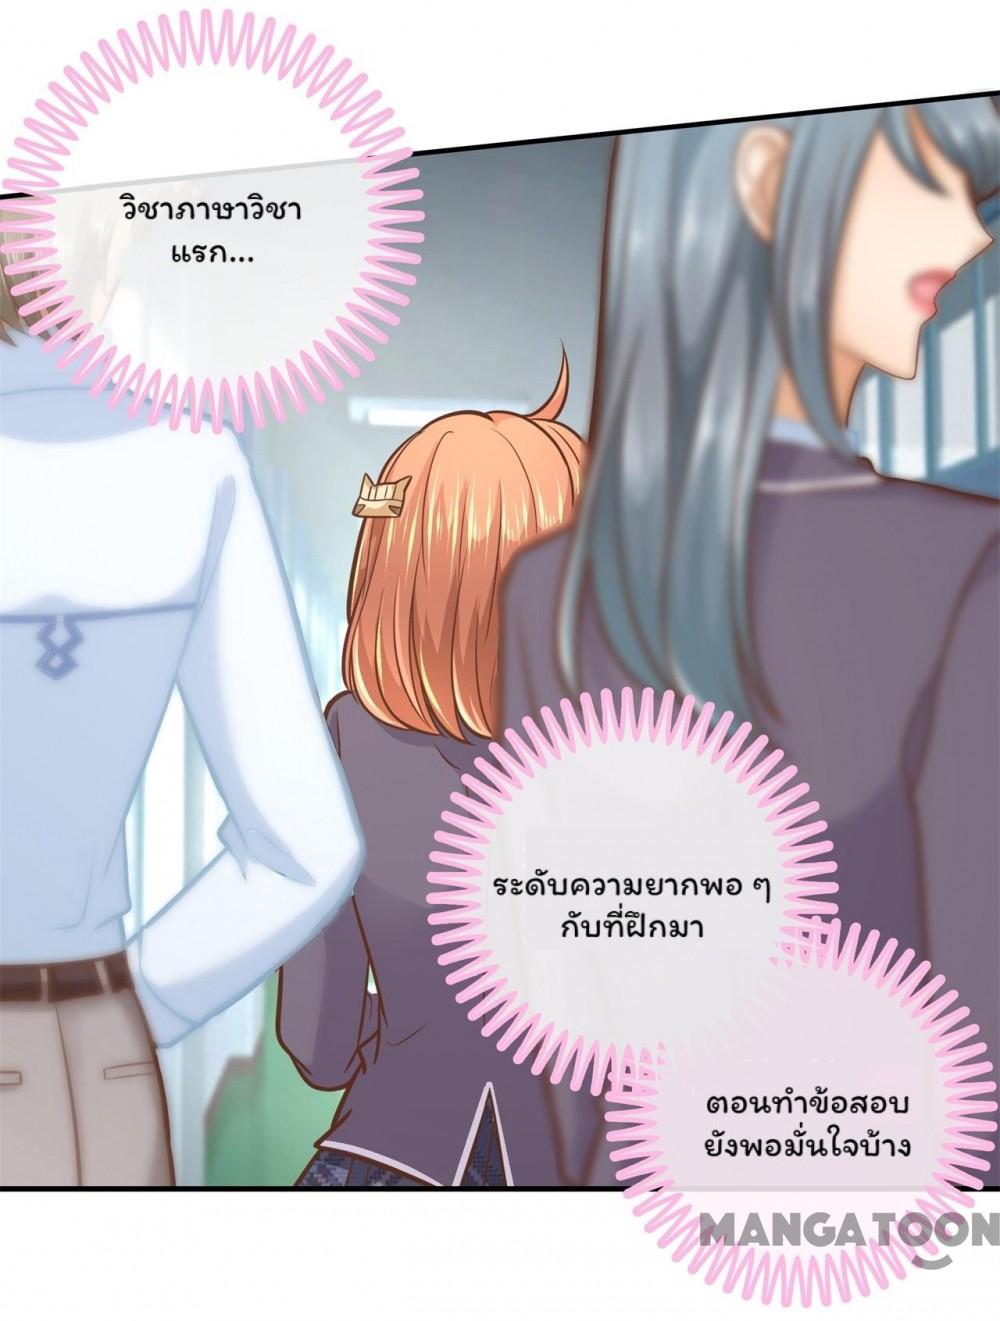 วิชาภาษาวิชา
แรก...
ระดับความยากพอ ๆ
กับที่ฝึกมา
ตอนทำข้อสอบ
ยังพอมั่นใจบ้าง
MANGATOON